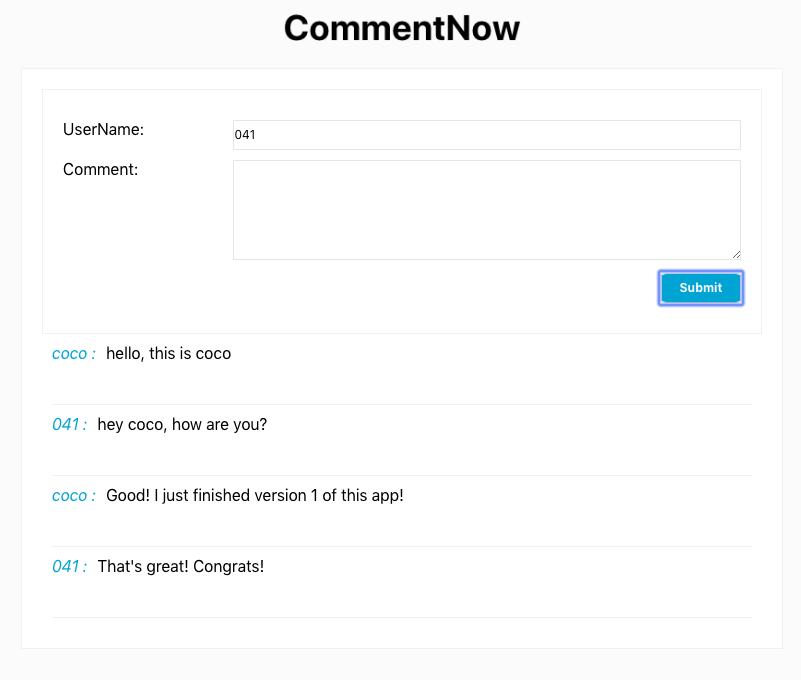 CommentNow
UserName: 041
Comment:
Submit
coco : hello, this is coco
041 : hey coco, how are you?
coco : Good! I just finished version 1 of this app!
041 : That's great! Congrats!